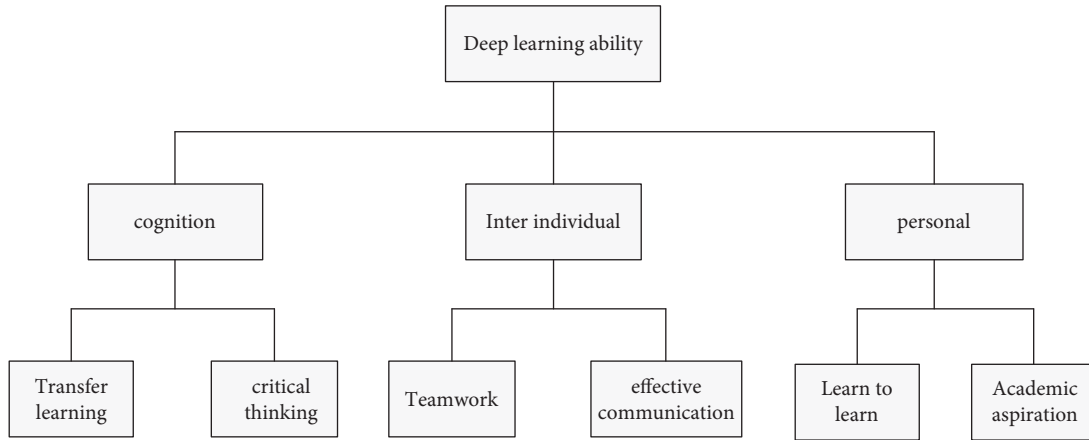 Deep learning ability
cognition
Inter individual
personal
Transfer
learning
critical
thinking
Teamwork
effective
communication
Learn to
learn
Academic
aspiration